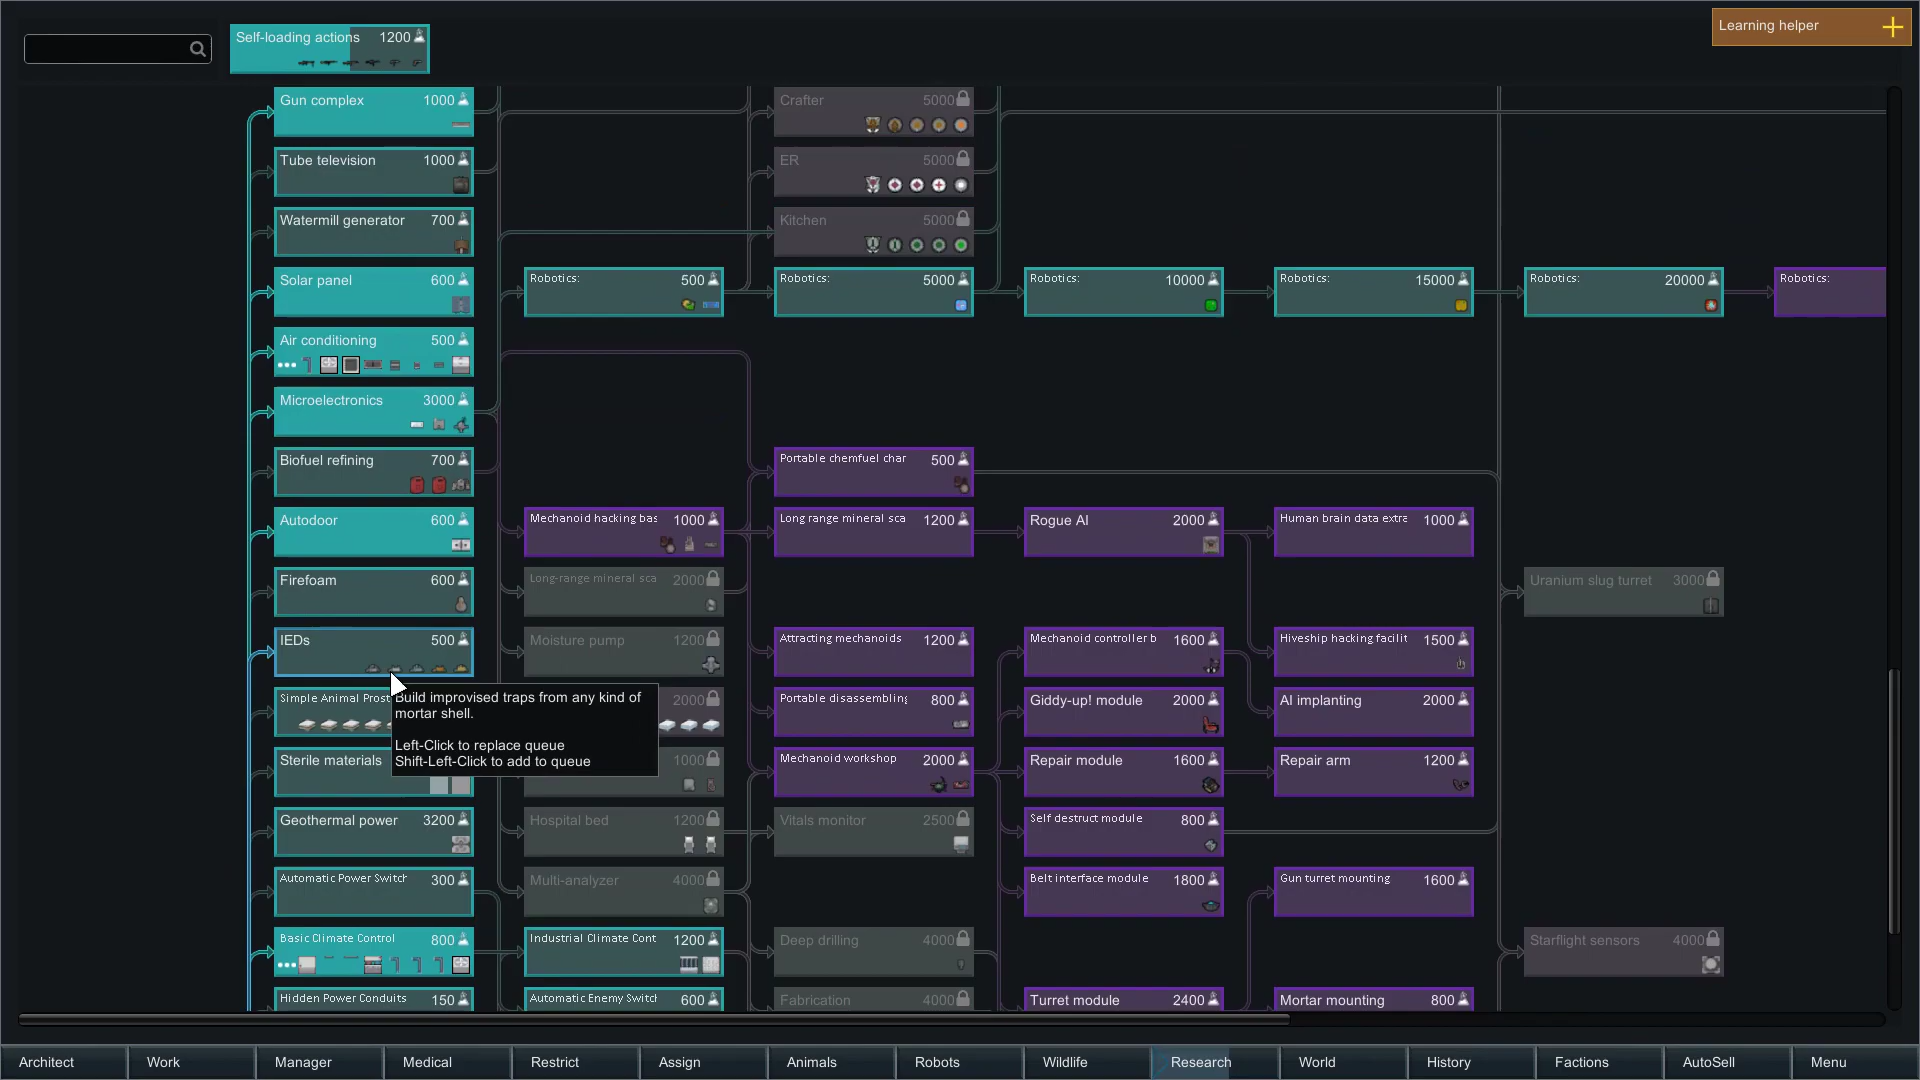 Self-loading actions 1200
Learning helper
Gun complex 1000
Crafter 5000
Tube television 1000
ER 5000
Watermill generator 700
Kitchen 5000
Solar panel 600
Robotics: 500
Robotics: 5000
Robotics: 10000
Robotics: 15000
Robotics: 20000
Robotics:
Air conditioning 500
Microelectronics 3000
Biofuel refining 700
Portable chemfuel char 500
Autodoor 600
Mechanoid hacking bas 1000
Long range mineral sca 1200
Rogue AI 2000
Human brain data extra 1000
Firefoam 600
Long-range mineral sca 2000
Uranium slug turret 3000
IEDs 500
Moisture pump 1200
Attracting mechanoids 1200
Mechanoid controller b 1600
Hiveship hacking facilit 1500
Simple Animal Prost
2000
Portable disassembling 800
Giddy-up! module 2000
AI implanting 2000
Build improvised traps from any kind of
mortar shell.
Left-Click to replace queue
Shift-Left-Click to add to queue
Sterile materials
1000
Mechanoid workshop 2000
Repair module 1600
Repair arm 1200
Geothermal power 3200
Hospital bed 1200
Vitals monitor 2500
Self destruct module 800
Automatic Power Switch 300
Multi-analyzer 4000
Belt interface module 1800
Gun turret mounting 1600
Basic Climate Control 800
Industrial Climate Cont 1200
Deep drilling 4000
Starflight sensors 4000
Hidden Power Conduits 150
Automatic Enemy Switch 600
Fabrication 4000
Turret module 2400
Mortar mounting 800
Architect
Work
Manager
Medical
Restrict
Assign
Animals
Robots
Wildlife
Research
World
History
Factions
AutoSell
Menu